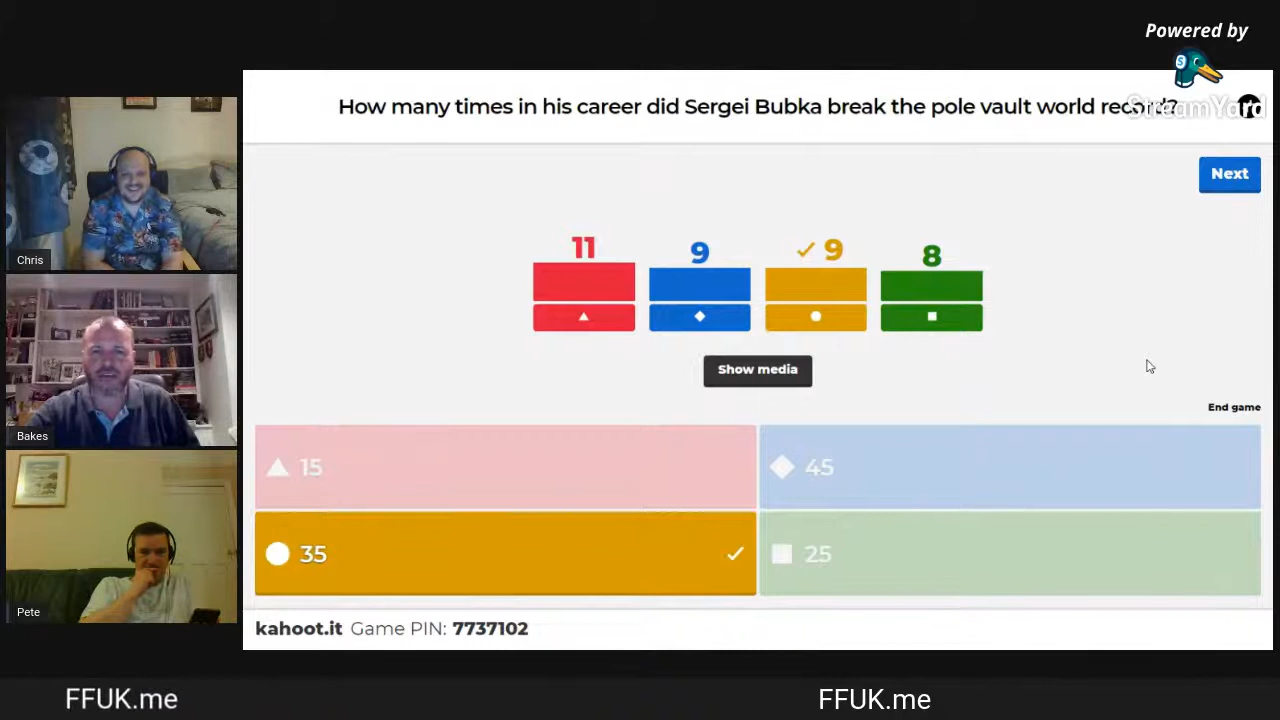 Powered by
StreamYard
How many times in his career did Sergei Bubka break the pole vault world record?
Next
11
9
9
8
Show media
End game
Chris
Bakes
Pete
15
45
35
25
kahoot.it Game PIN: 7737102
FFUK.me
FFUK.me